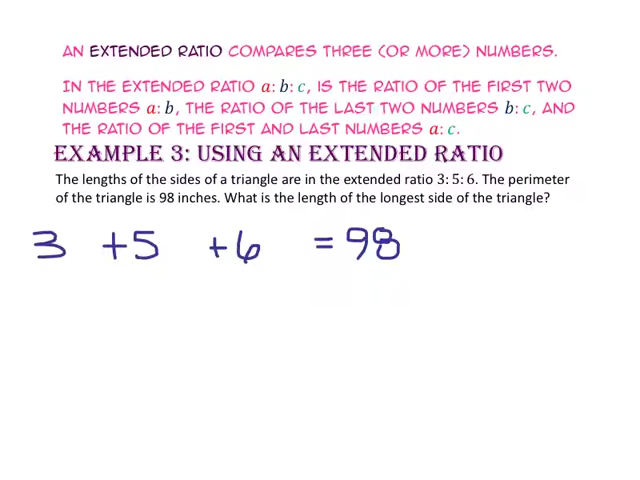 AN EXTENDED RATIO COMPARES THREE (OR MORE) NUMBERS.
IN THE EXTENDED RATIO a: b: c, IS THE RATIO OF THE FIRST TWO
NUMBERS a: b, THE RATIO OF THE LAST TWO NUMBERS b: c, AND
THE RATIO OF THE FIRST AND LAST NUMBERS a: c.
EXAMPLE 3: USING AN EXTENDED RATIO
The lengths of the sides of a triangle are in the extended ratio 3: 5: 6. The perimeter
of the triangle is 98 inches. What is the length of the longest side of the triangle?
3 +5 +6 = 98